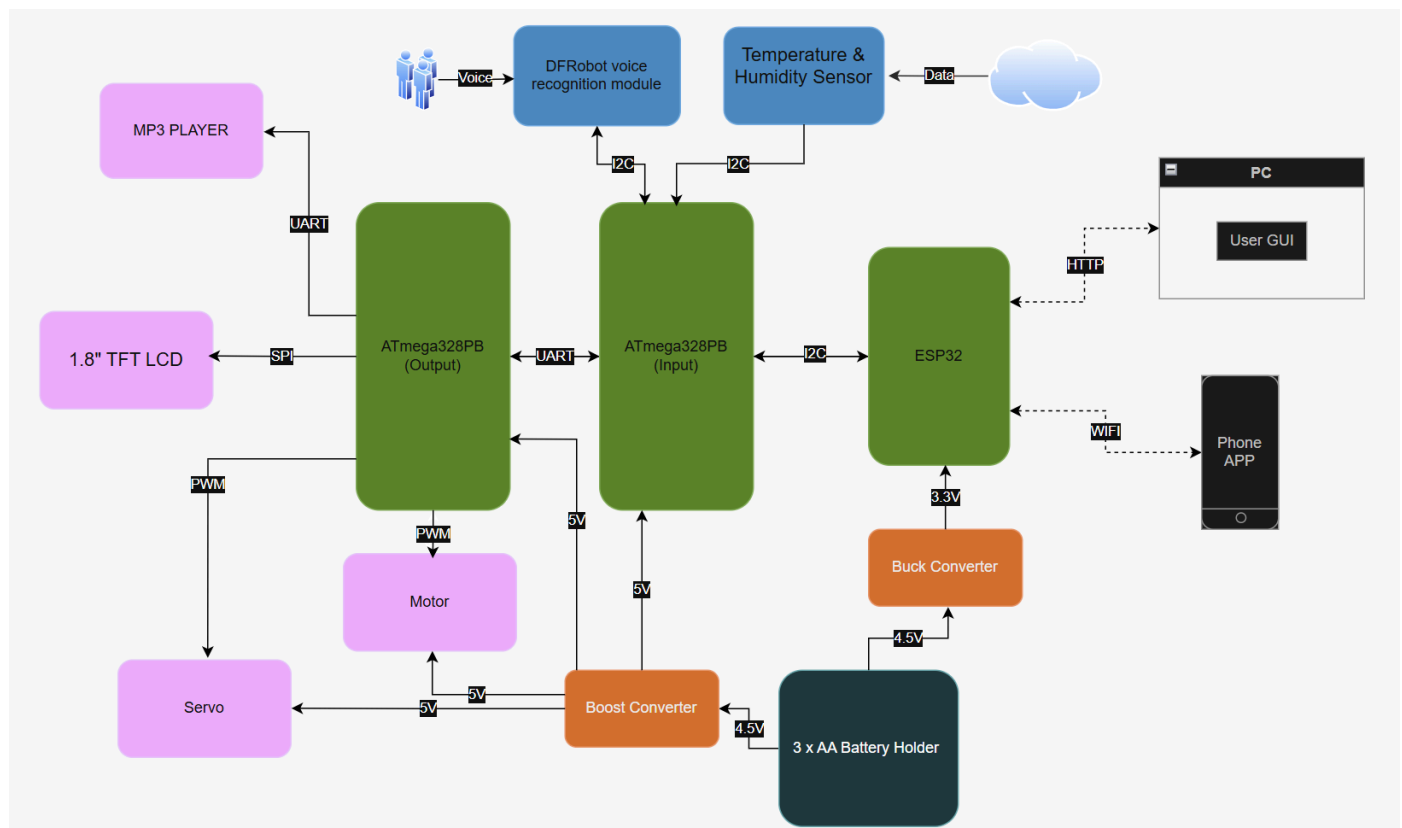 DFRobot voice
recognition module
Temperature &
Humidity Sensor
Voice
Data
MP3 PLAYER
I2C
I2C
PC
UART
User GUI
HTTP
ATmega328PB
(Output)
UART
ATmega328PB
(Input)
I2C
ESP32
1.8" TFT LCD
SPI
WIFI
Phone
APP
PWM
3.3V
PWM
5V
Buck Converter
5V
Motor
4.5V
5V
5V
Servo
Boost Converter
4.5V
3 x AA Battery Holder